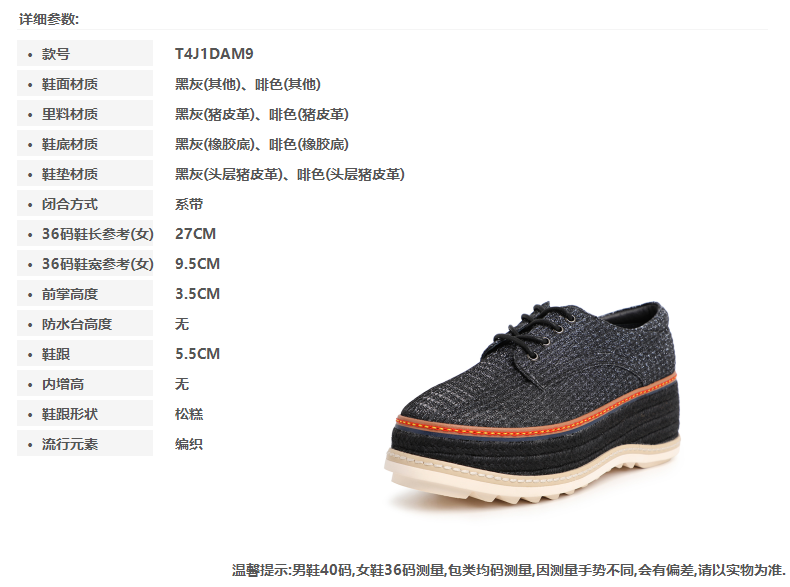 详细参数:
• 款号 T4J1DAM9
• 鞋面材质 黑灰(其他)、啡色(其他)
• 里料材质 黑灰(猪皮革)、啡色(猪皮革)
• 鞋底材质 黑灰(橡胶底)、啡色(橡胶底)
• 鞋垫材质 黑灰(头层猪皮革)、啡色(头层猪皮革)
• 闭合方式 系带
• 36码鞋长参考(女) 27CM
• 36码鞋宽参考(女) 9.5CM
• 前掌高度 3.5CM
• 防水台高度 无
• 鞋跟 5.5CM
• 内增高 无
• 鞋跟形状 松糕
• 流行元素 编织
温馨提示:男鞋40码,女鞋36码测量,包类均码测量,因测量手势不同,会有偏差,请以实物为准.